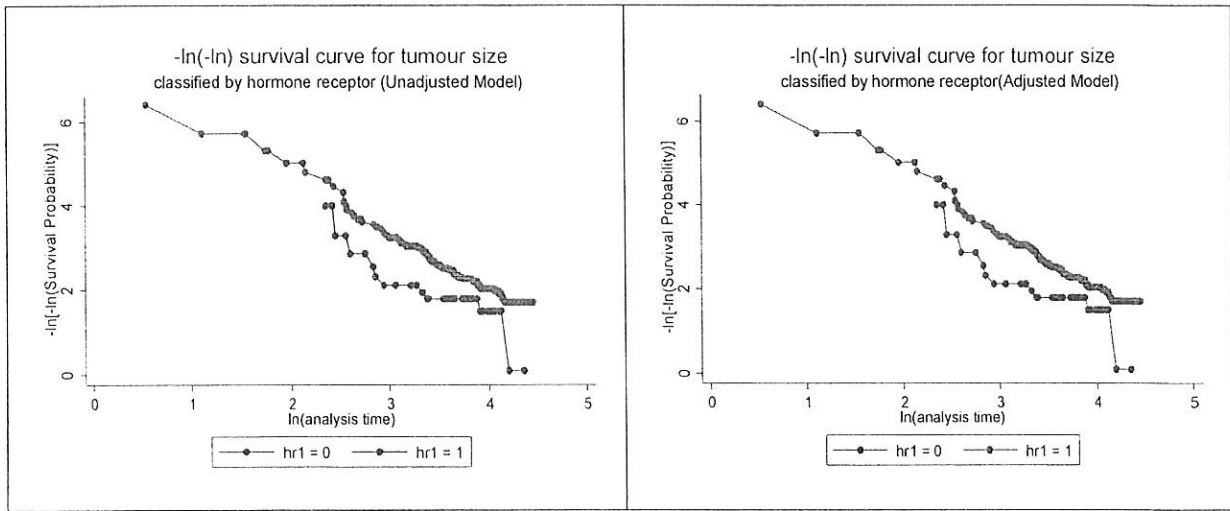 -ln(-ln) survival curve for tumour size
classified by hormone receptor (Unadjusted Model)
-Ln[-Ln(Survival Probability)]
6
4
2
0
0 1 2 3 4 5
ln(analysis time)
hr1 = 0 hr1 = 1
-ln(-ln) survival curve for tumour size
classified by hormone receptor(Adjusted Model)
-Ln[-Ln(Survival Probability)]
6
4
2
0
0 1 2 3 4 5
ln(analysis time)
hr1 = 0 hr1 = 1